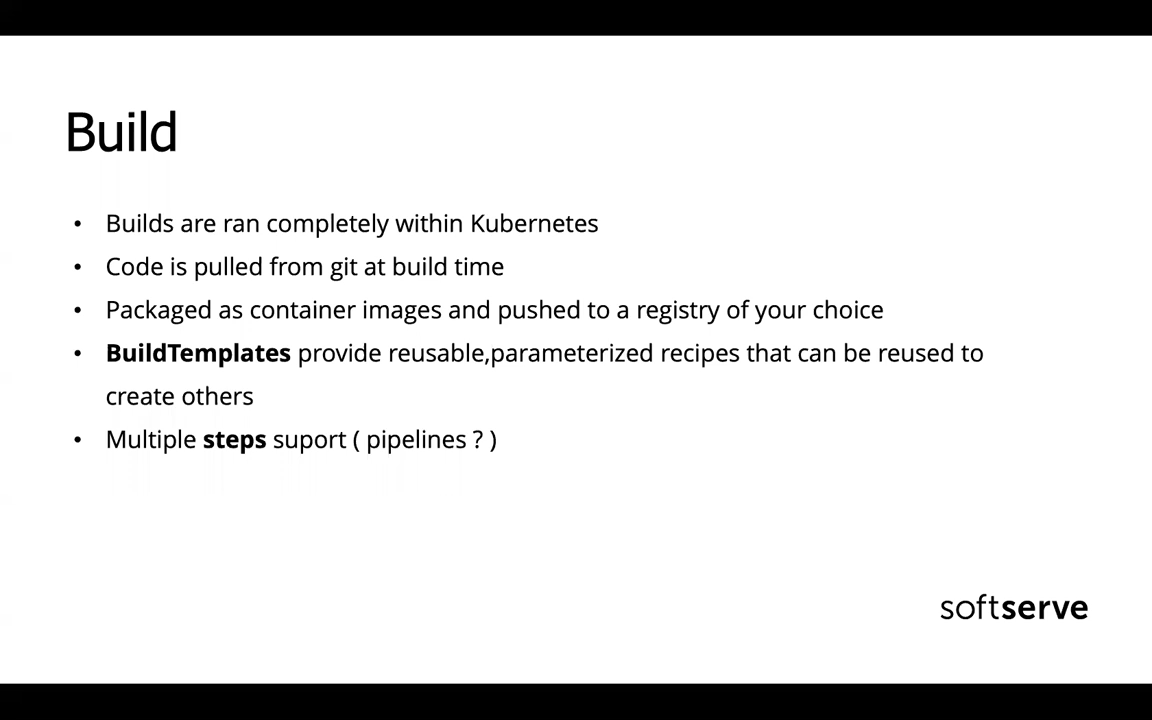 Build
• Builds are ran completely within Kubernetes
• Code is pulled from git at build time
• Packaged as container images and pushed to a registry of your choice
• BuildTemplates provide reusable,parameterized recipes that can be reused to
create others
• Multiple steps suport ( pipelines ? )
softserve